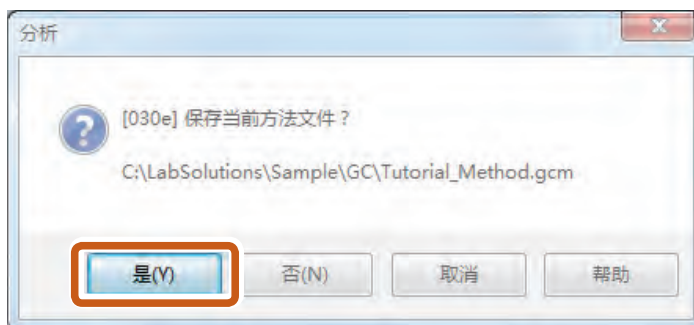 分析
[030e] 保存当前方法文件？
C:\LabSolutions\Sample\GC\Tutorial_Method.gcm
是(Y) 否(N) 取消 帮助